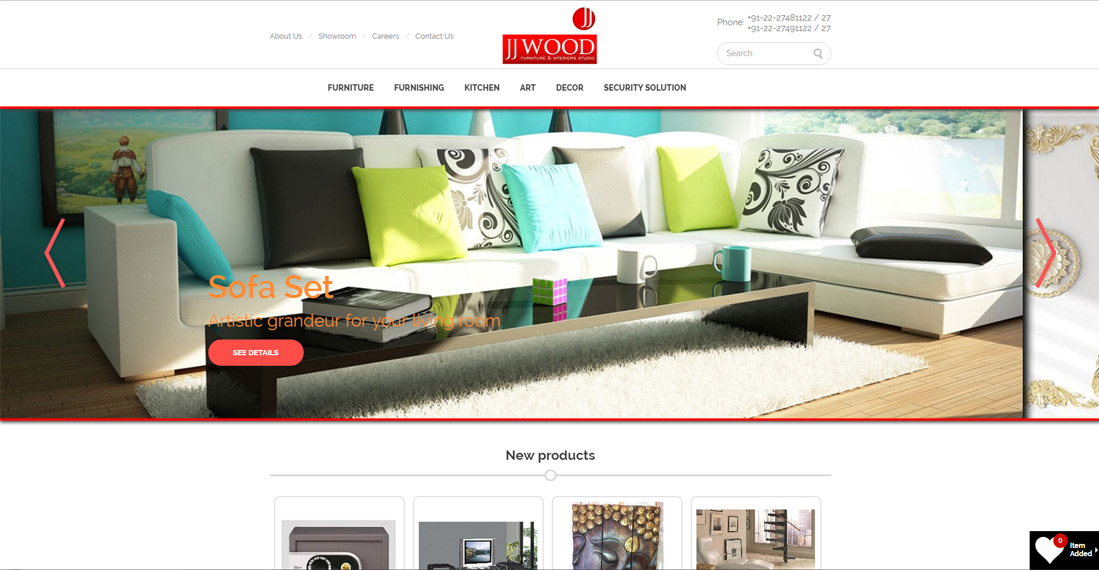 About Us / Showroom / Careers / Contact Us
JJ
JJ WOOD
FURNITURE & INTERIORS STUDIO
Phone: +91-22-27481122 / 27
+91-22-27491122 / 27
Search
FURNITURE FURNISHING KITCHEN ART DECOR SECURITY SOLUTION
Sofa Set
Artistic grandeur for your living room
SEE DETAILS
New products
0
Item
Added